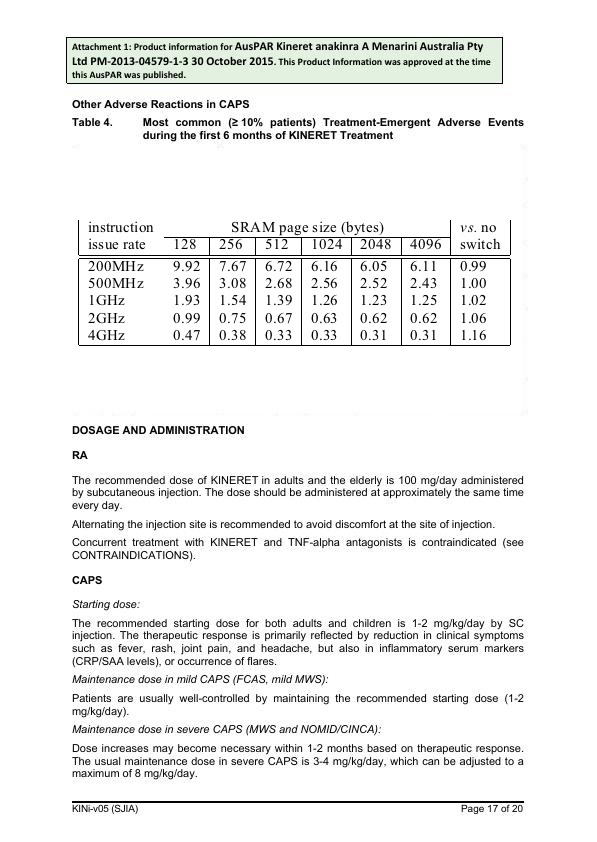 Attachment 1: Product information for AusPAR Kineret anakinra A Menarini Australia Pty
Ltd PM-2013-04579-1-3 30 October 2015. This Product Information was approved at the time
this AusPAR was published.
Other Adverse Reactions in CAPS
Table 4. Most common (≥ 10% patients) Treatment-Emergent Adverse Events
during the first 6 months of KINERET Treatment
instruction SRAM page size (bytes) vs. no
issue rate 128 256 512 1024 2048 4096 switch
200MHz 9.92 7.67 6.72 6.16 6.05 6.11 0.99
500MHz 3.96 3.08 2.68 2.56 2.52 2.43 1.00
1GHz 1.93 1.54 1.39 1.26 1.23 1.25 1.02
2GHz 0.99 0.75 0.67 0.63 0.62 0.62 1.06
4GHz 0.47 0.38 0.33 0.33 0.31 0.31 1.16
DOSAGE AND ADMINISTRATION
RA
The recommended dose of KINERET in adults and the elderly is 100 mg/day administered
by subcutaneous injection. The dose should be administered at approximately the same time
every day.
Alternating the injection site is recommended to avoid discomfort at the site of injection.
Concurrent treatment with KINERET and TNF-alpha antagonists is contraindicated (see
CONTRAINDICATIONS).
CAPS
Starting dose:
The recommended starting dose for both adults and children is 1-2 mg/kg/day by SC
injection. The therapeutic response is primarily reflected by reduction in clinical symptoms
such as fever, rash, joint pain, and headache, but also in inflammatory serum markers
(CRP/SAA levels), or occurrence of flares.
Maintenance dose in mild CAPS (FCAS, mild MWS):
Patients are usually well-controlled by maintaining the recommended starting dose (1-2
mg/kg/day).
Maintenance dose in severe CAPS (MWS and NOMID/CINCA):
Dose increases may become necessary within 1-2 months based on therapeutic response.
The usual maintenance dose in severe CAPS is 3-4 mg/kg/day, which can be adjusted to a
maximum of 8 mg/kg/day.
KINi-v05 (SJIA) Page 17 of 20